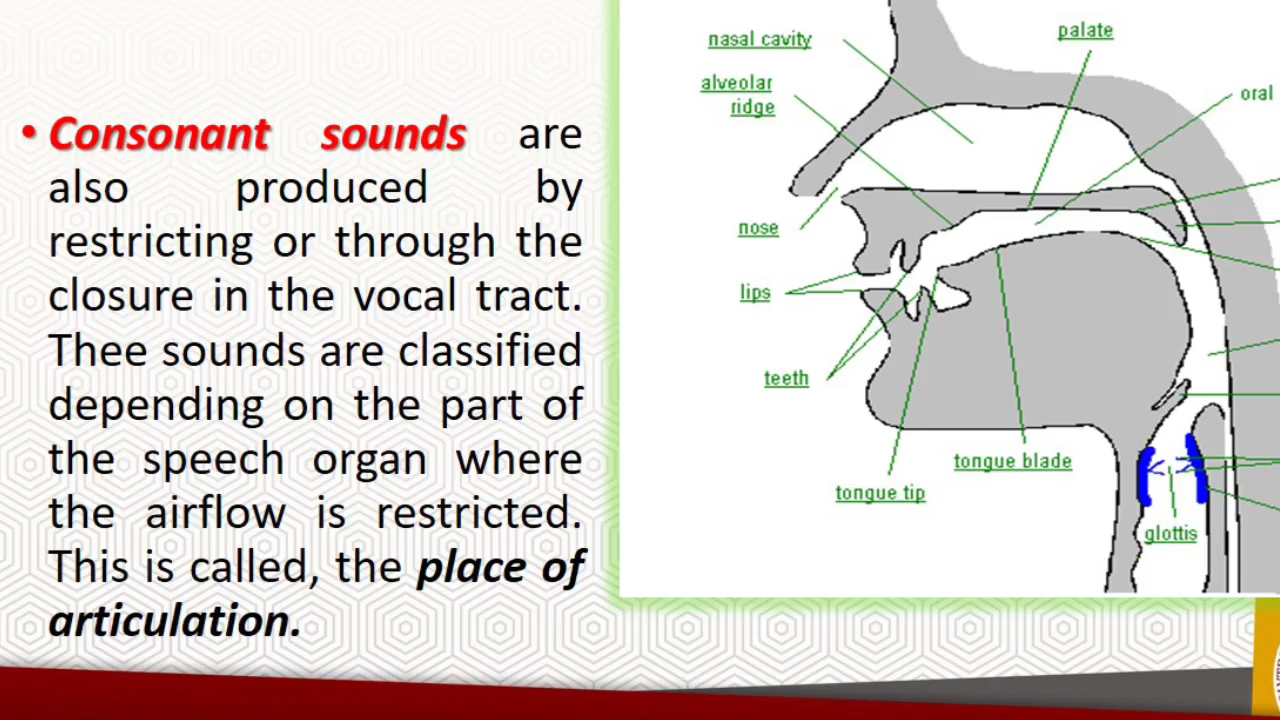 • Consonant sounds are
also produced by
restricting or through the
closure in the vocal tract.
Thee sounds are classified
depending on the part of
the speech organ where
the airflow is restricted.
This is called, the place of
articulation.
nasal cavity
palate
alveolar
ridge
oral
nose
lips
teeth
tongue blade
tongue tip
glottis